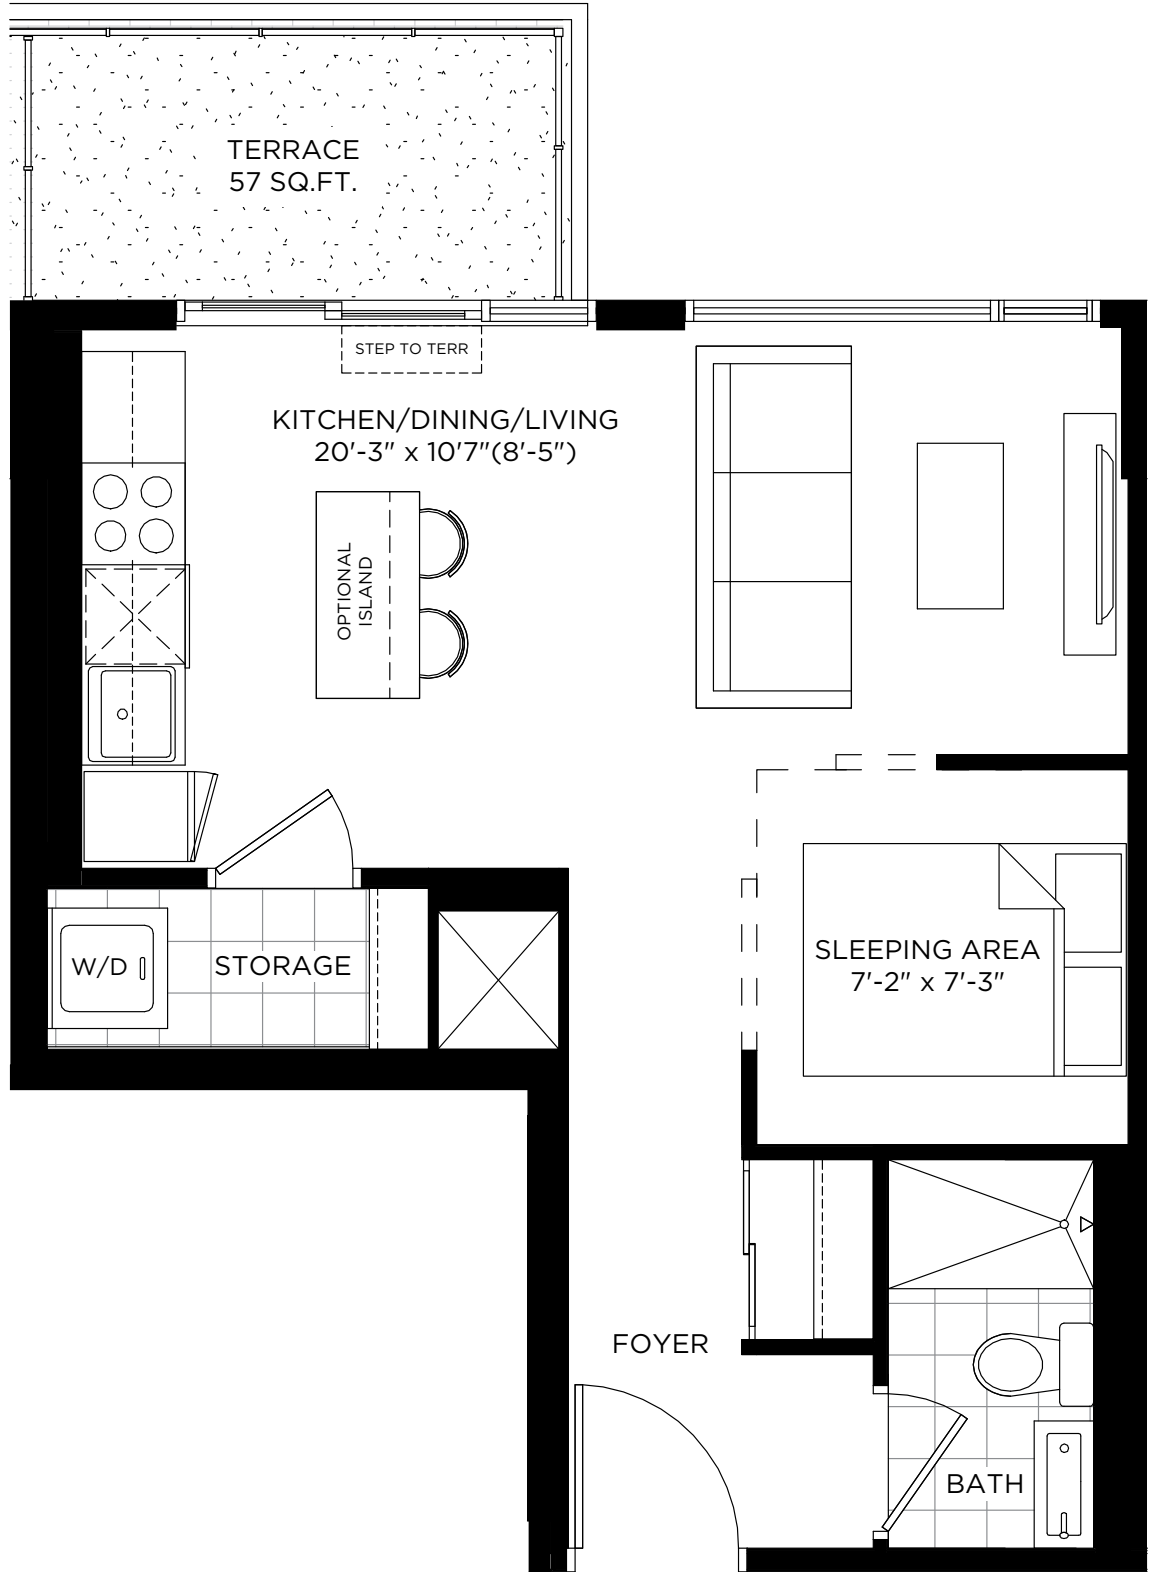 TERRACE
57 SQ.FT.
STEP TO TERR
KITCHEN/DINING/LIVING
20'-3" x 10'7"(8'-5")
OPTIONAL
ISLAND
SLEEPING AREA
7'-2" x 7'-3"
W/D
STORAGE
FOYER
BATH